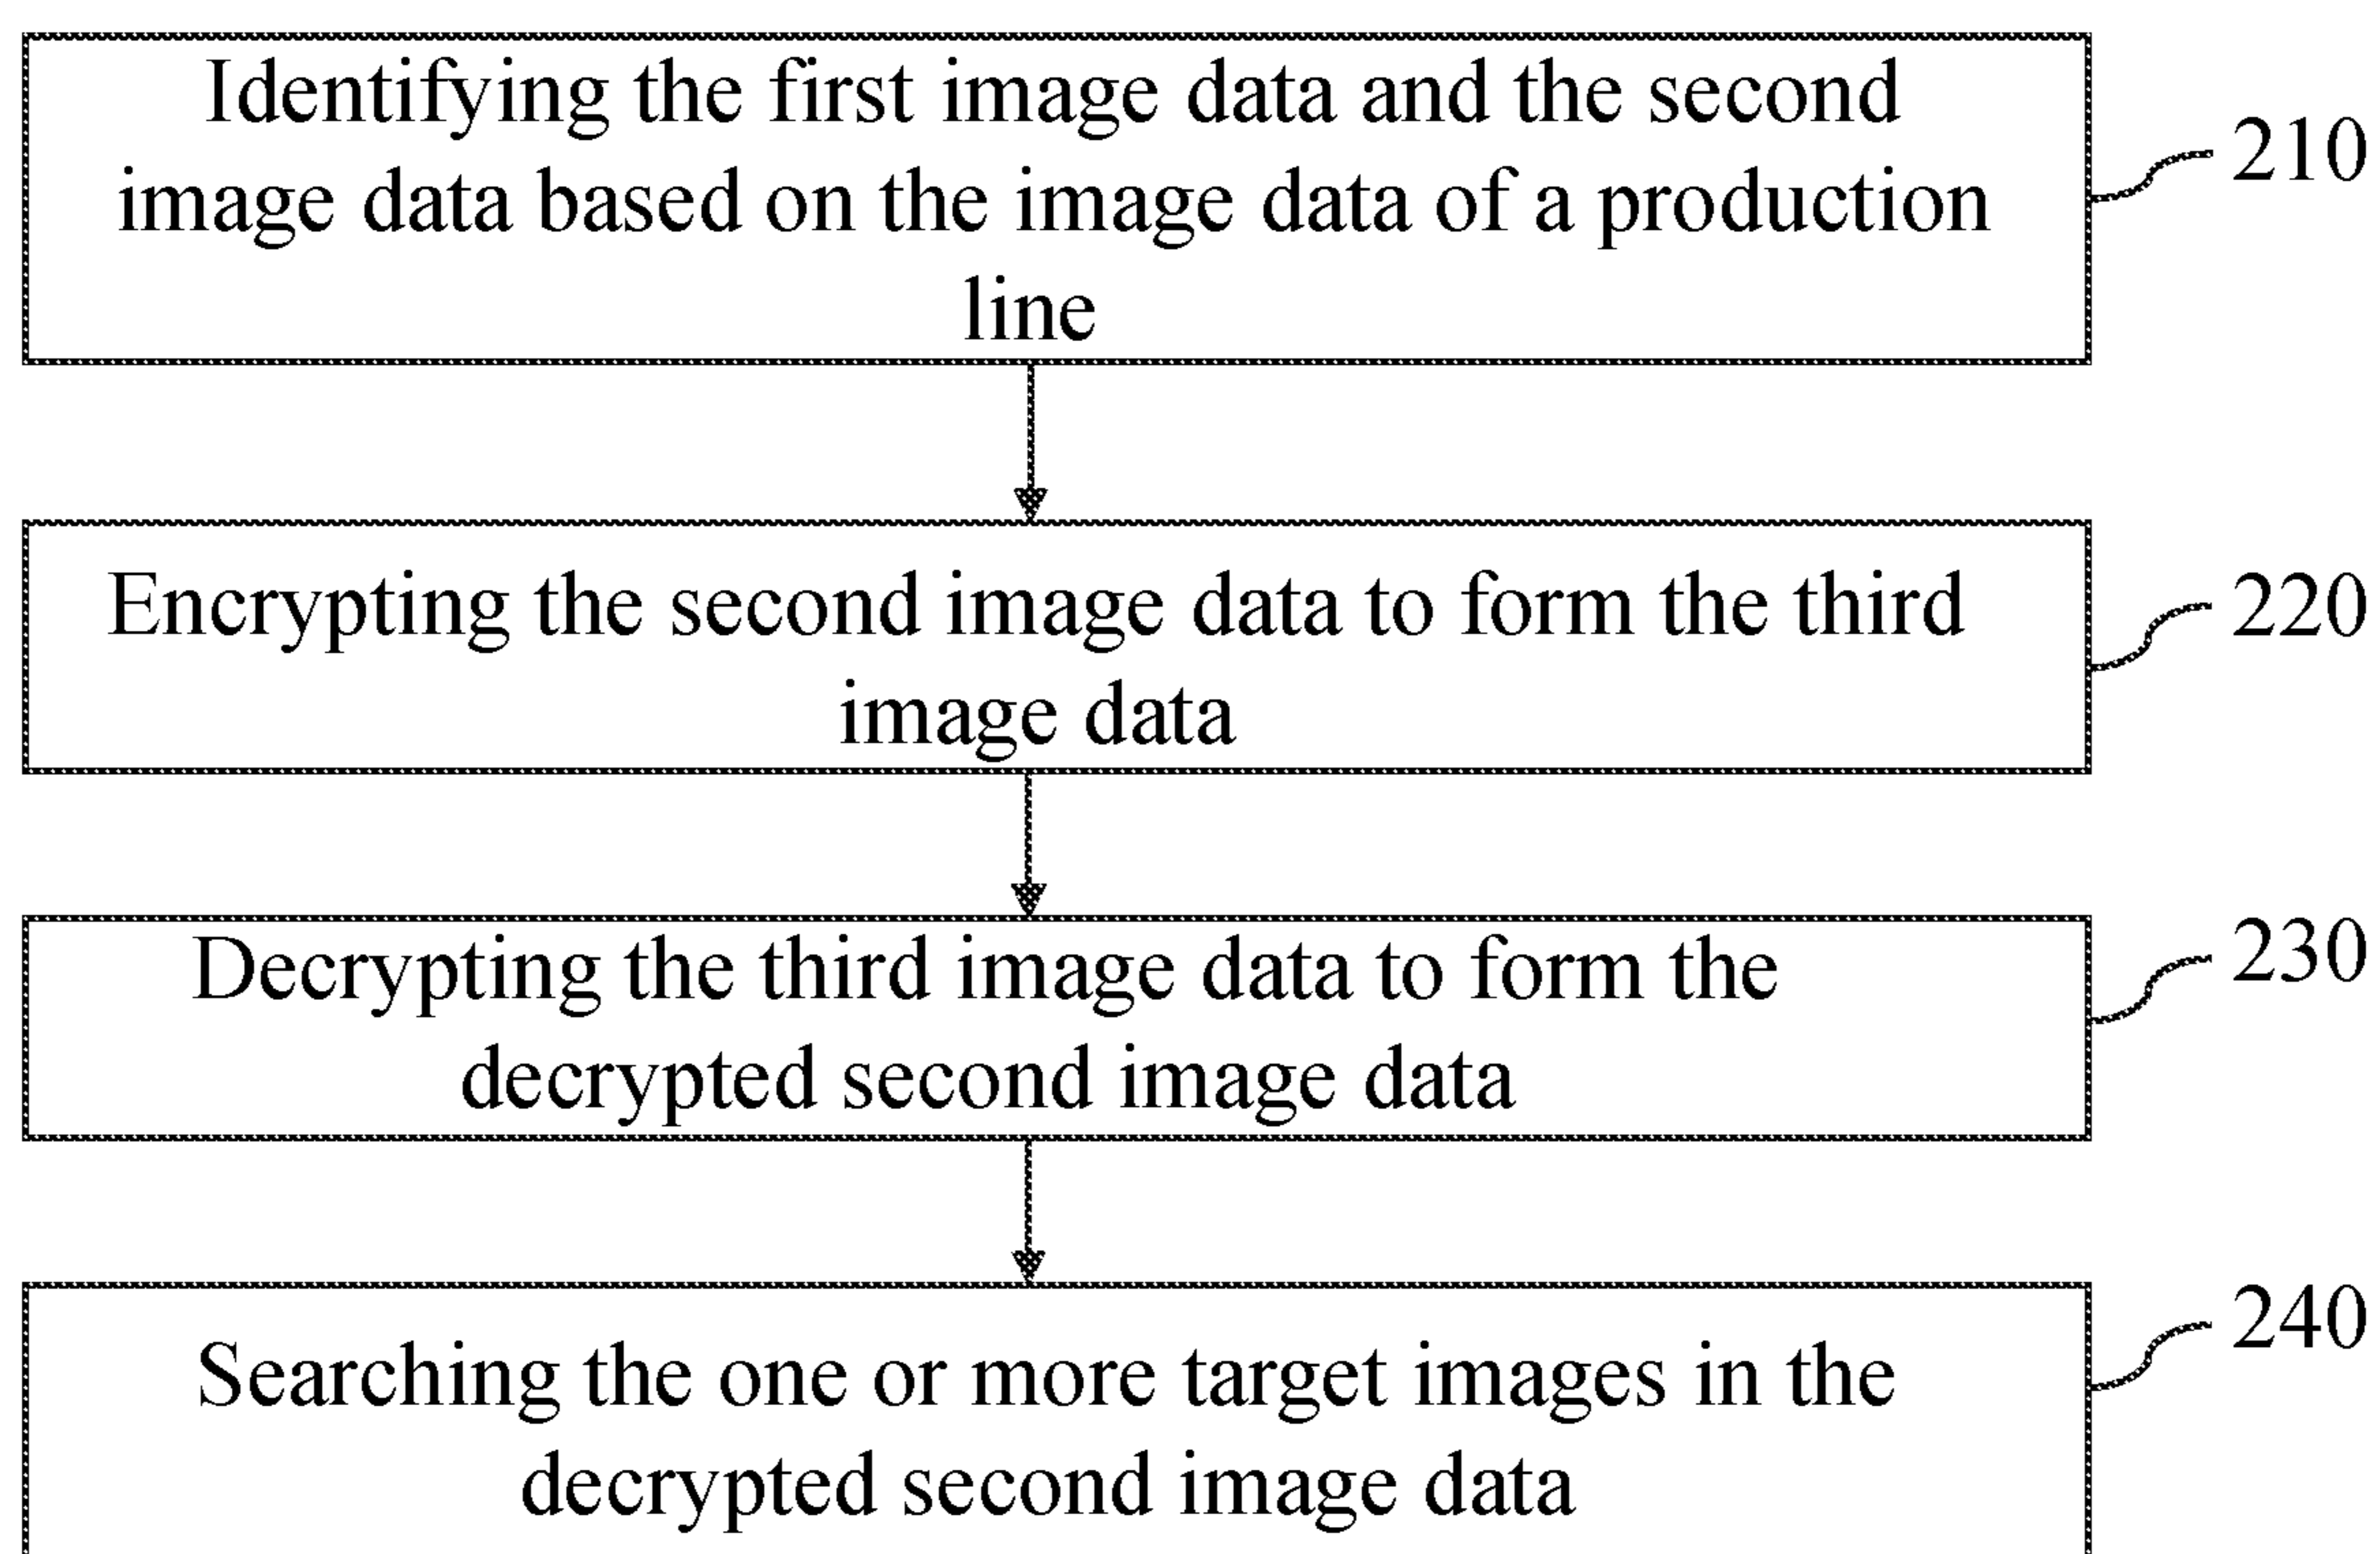 Identifying the first image data and the second
image data based on the image data of a production
line
210
Encrypting the second image data to form the third
image data
220
Decrypting the third image data to form the
decrypted second image data
230
Searching the one or more target images in the
decrypted second image data
240